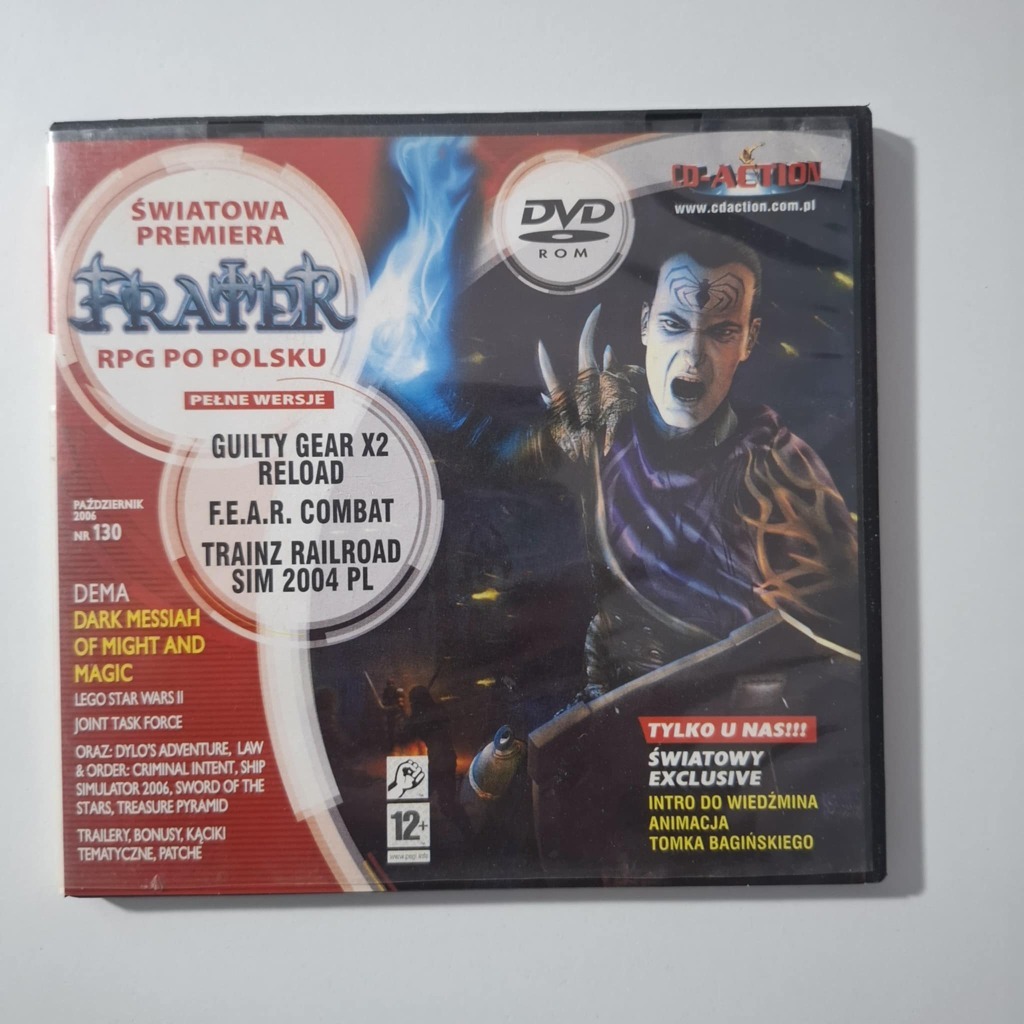 ŚWIATOWA
PREMIERA
FRATER
RPG PO POLSKU
PEŁNE WERSJE
GUILTY GEAR X2
RELOAD
F.E.A.R. COMBAT
TRAINZ RAILROAD
SIM 2004 PL
PAŹDZIERNIK
2006
NR 130
DEMA
DARK MESSIAH
OF MIGHT AND
MAGIC
LEGO STAR WARS II
JOINT TASK FORCE
ORAZ: DYLO'S ADVENTURE, LAW
& ORDER: CRIMINAL INTENT, SHIP
SIMULATOR 2006, SWORD OF THE
STARS, TREASURE PYRAMID
TRAILERY, BONUSY, KĄCIKI
TEMATYCZNE, PATCHE
DVD
ROM
CD-ACTION
www.cdaction.com.pl
12+
www.pegi.info
TYLKO U NAS!!!
ŚWIATOWY
EXCLUSIVE
INTRO DO WIEDŹMINA
ANIMACJA
TOMKA BAGIŃSKIEGO